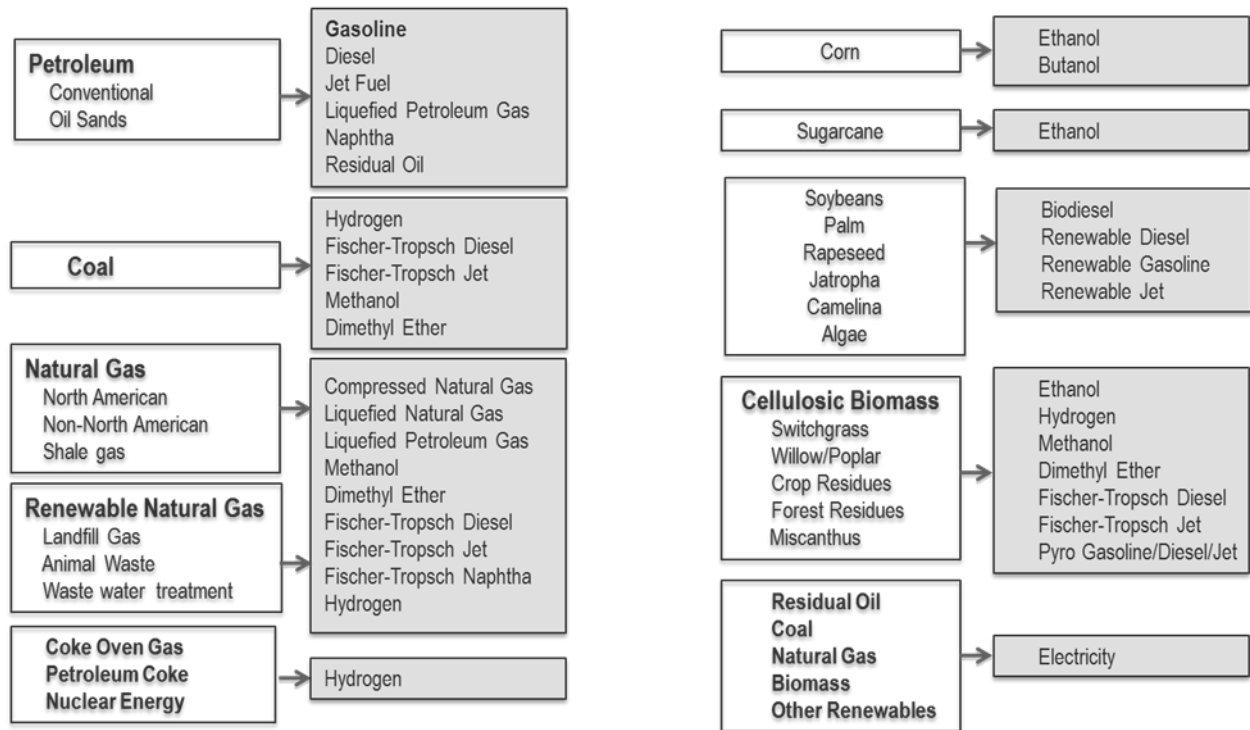 Petroleum
Conventional
Oil Sands
Gasoline
Diesel
Jet Fuel
Liquefied Petroleum Gas
Naphtha
Residual Oil
Coal
Hydrogen
Fischer-Tropsch Diesel
Fischer-Tropsch Jet
Methanol
Dimethyl Ether
Natural Gas
North American
Non-North American
Shale gas
Renewable Natural Gas
Landfill Gas
Animal Waste
Waste water treatment
Compressed Natural Gas
Liquefied Natural Gas
Liquefied Petroleum Gas
Methanol
Dimethyl Ether
Fischer-Tropsch Diesel
Fischer-Tropsch Jet
Fischer-Tropsch Naphtha
Hydrogen
Coke Oven Gas
Petroleum Coke
Nuclear Energy
Hydrogen
Corn
Ethanol
Butanol
Sugarcane
Ethanol
Soybeans
Palm
Rapeseed
Jatropha
Camelina
Algae
Biodiesel
Renewable Diesel
Renewable Gasoline
Renewable Jet
Cellulosic Biomass
Switchgrass
Willow/Poplar
Crop Residues
Forest Residues
Miscanthus
Ethanol
Hydrogen
Methanol
Dimethyl Ether
Fischer-Tropsch Diesel
Fischer-Tropsch Jet
Pyro Gasoline/Diesel/Jet
Residual Oil
Coal
Natural Gas
Biomass
Other Renewables
Electricity